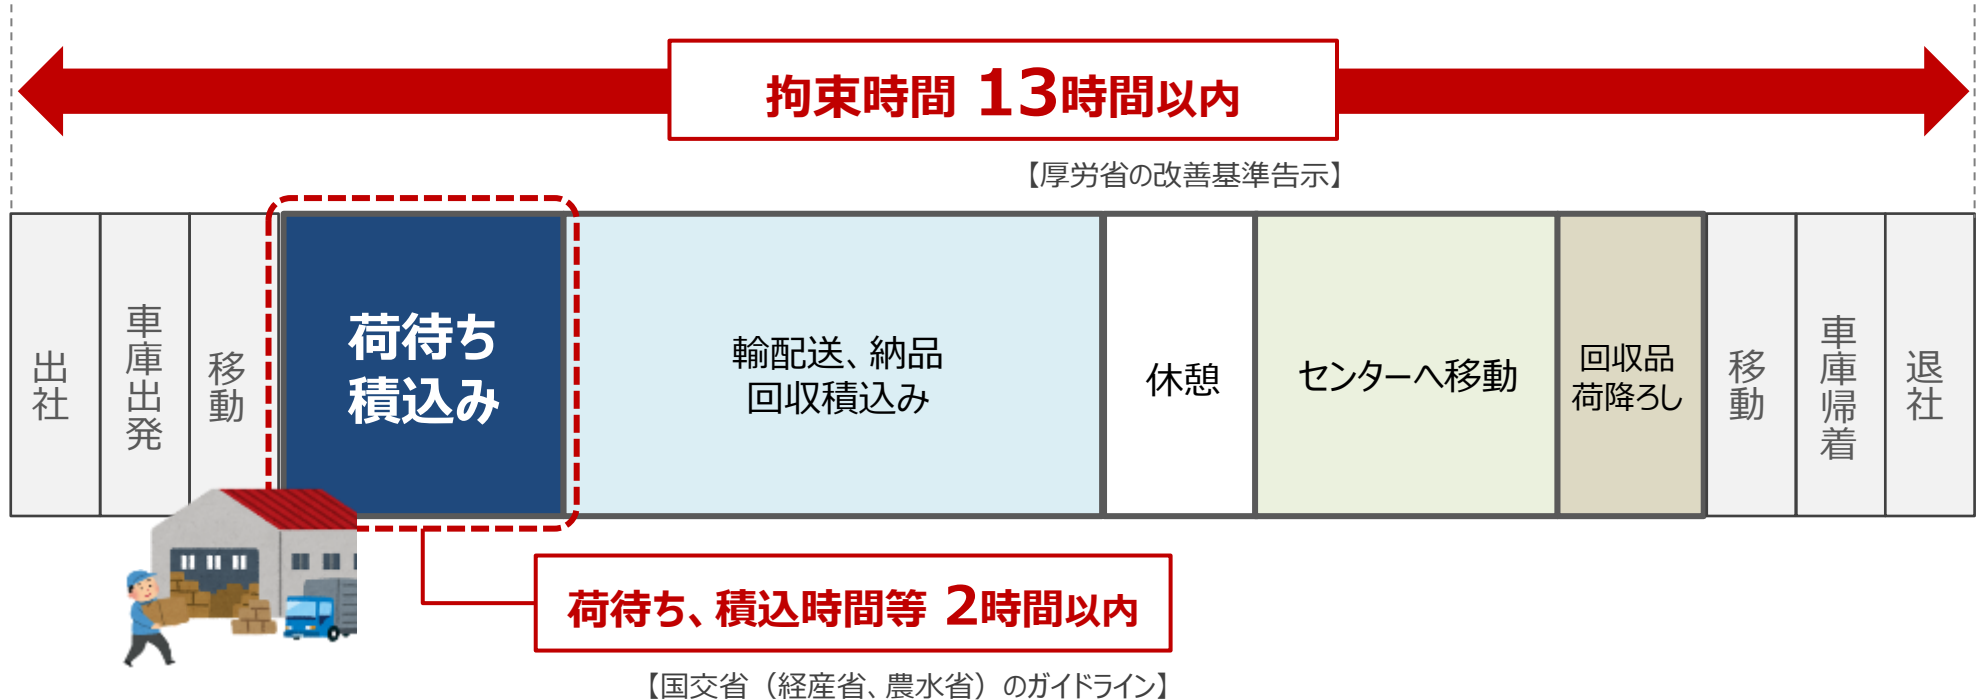 拘束時間 13時間以内
【厚労省の改善基準告示】
出社
車庫出発
移動
荷待ち
積込み
輸配送、納品
回収積込み
休憩
センターへ移動
回収品
荷降ろし
移動
車庫帰着
退社
荷待ち、積込時間等 2時間以内
【国交省（経産省、農水省）のガイドライン】